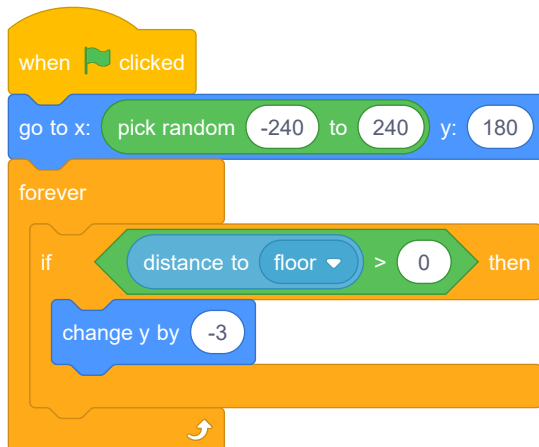 when clicked
go to x: pick random -240 to 240 y: 180
forever
if distance to floor > 0 then
change y by -3